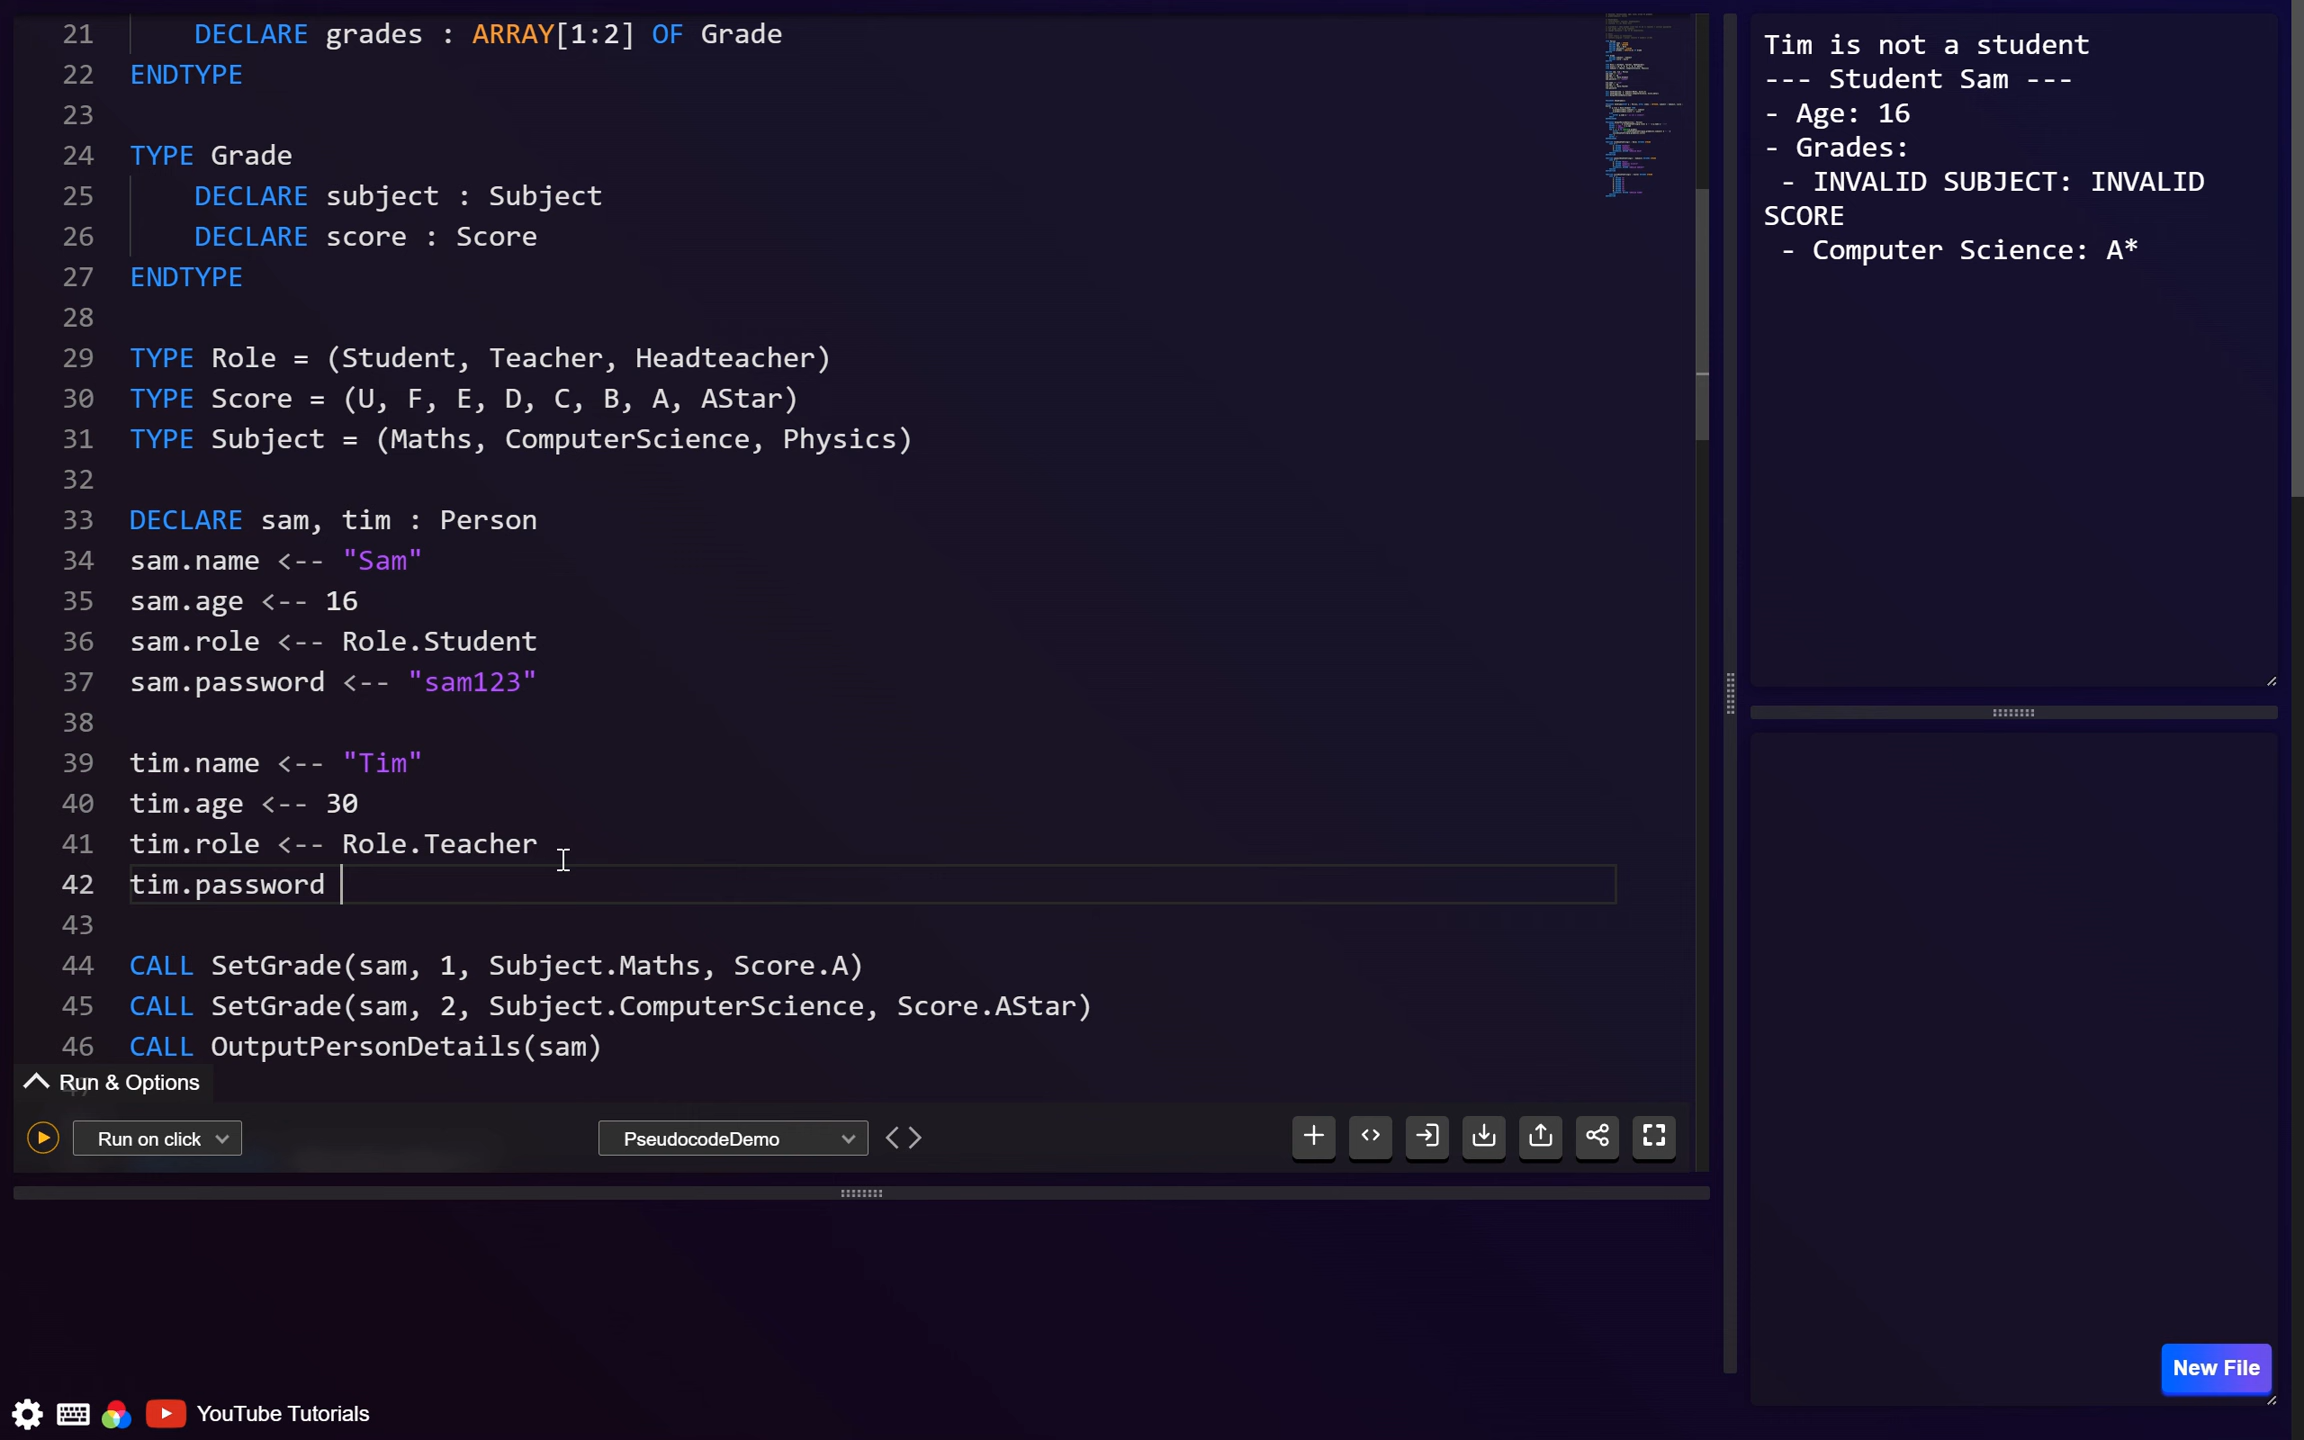 21 DECLARE grades : ARRAY[1:2] OF Grade
22 ENDTYPE
23
24 TYPE Grade
25 DECLARE subject : Subject
26 DECLARE score : Score
27 ENDTYPE
28
29 TYPE Role = (Student, Teacher, Headteacher)
30 TYPE Score = (U, F, E, D, C, B, A, AStar)
31 TYPE Subject = (Maths, ComputerScience, Physics)
32
33 DECLARE sam, tim : Person
34 sam.name <-- "Sam"
35 sam.age <-- 16
36 sam.role <-- Role.Student
37 sam.password <-- "sam123"
38
39 tim.name <-- "Tim"
40 tim.age <-- 30
41 tim.role <-- Role.Teacher
42 tim.password
43
44 CALL SetGrade(sam, 1, Subject.Maths, Score.A)
45 CALL SetGrade(sam, 2, Subject.ComputerScience, Score.AStar)
46 CALL OutputPersonDetails(sam)
Run & Options
Run on click
PseudocodeDemo
Tim is not a student
--- Student Sam ---
- Age: 16
- Grades:
- INVALID SUBJECT: INVALID
SCORE
- Computer Science: A*
New File
YouTube Tutorials